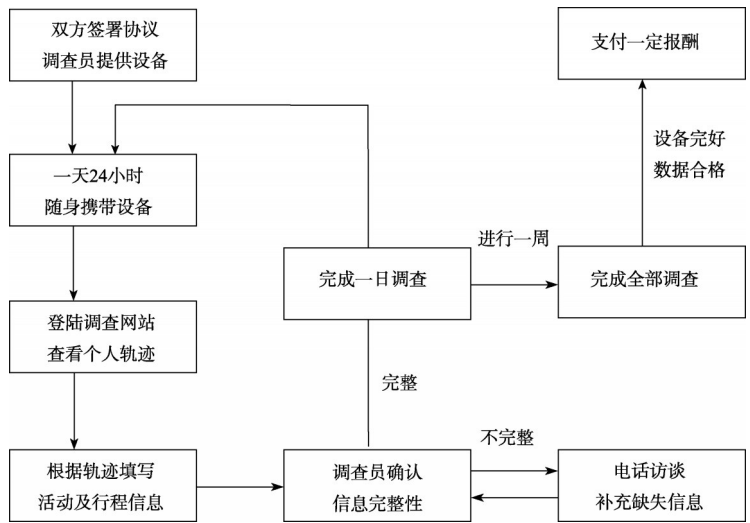 双方签署协议
调查员提供设备
支付一定报酬
设备完好
数据合格
一天24小时
随身携带设备
进行一周
完成一日调查
完成全部调查
登陆调查网站
查看个人轨迹
完整
不完整
根据轨迹填写
活动及行程信息
调查员确认
信息完整性
电话访谈
补充缺失信息